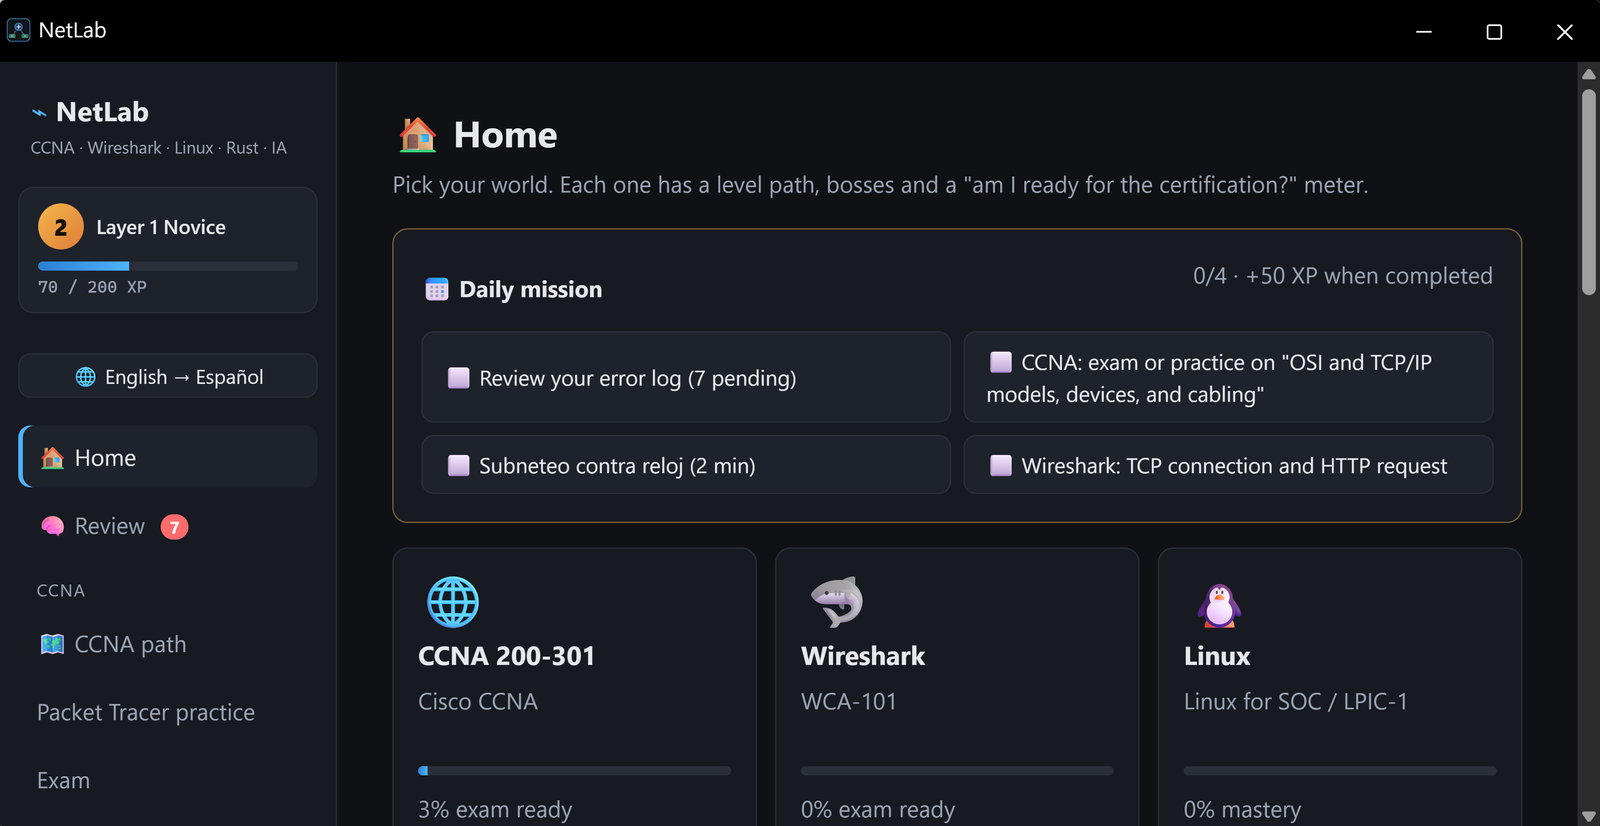 NetLab
NetLab
CCNA · Wireshark · Linux · Rust · IA
2
Layer 1 Novice
70 / 200 XP
English → Español
Home
Review 7
CCNA
CCNA path
Packet Tracer practice
Exam
Home
Pick your world. Each one has a level path, bosses and a "am I ready for the certification?" meter.
Daily mission
0/4 · +50 XP when completed
Review your error log (7 pending)
CCNA: exam or practice on "OSI and TCP/IP
models, devices, and cabling"
Subneteo contra reloj (2 min)
Wireshark: TCP connection and HTTP request
CCNA 200-301
Cisco CCNA
3% exam ready
Wireshark
WCA-101
0% exam ready
Linux
Linux for SOC / LPIC-1
0% mastery